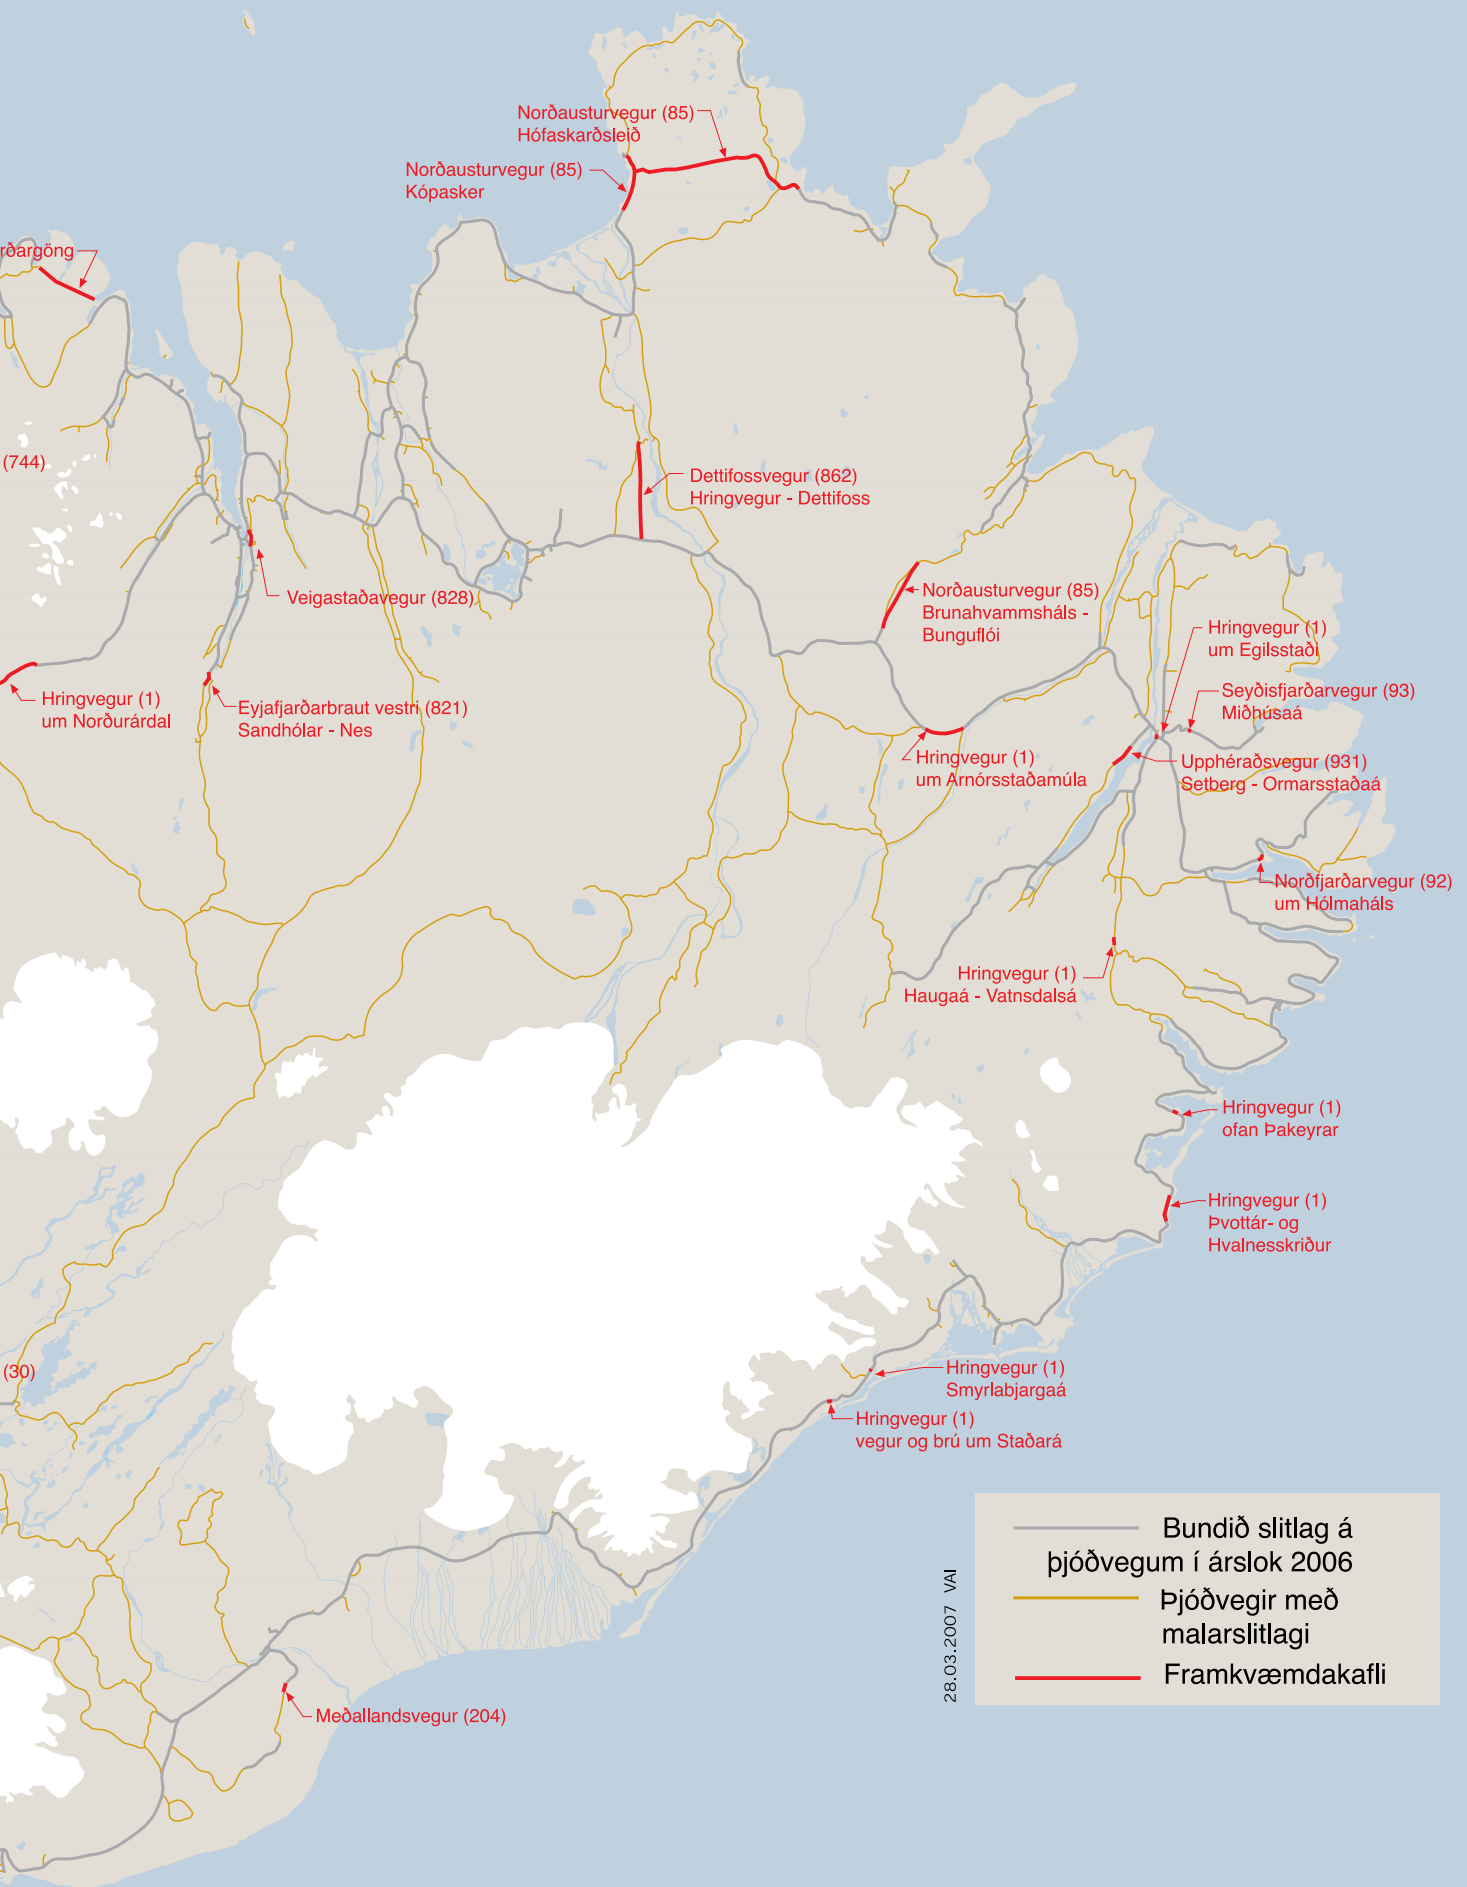 Norðausturvegur (85)
Hófaskarðsleið
Norðausturvegur (85)
Kópasker
rðargöng
(744)
Dettifossvegur (862)
Hringvegur - Dettifoss
Veigastaðavegur (828)
Norðausturvegur (85)
Brunahvammsháls -
Bunguflói
Hringvegur (1)
um Egilsstaði
Seyðisfjarðarvegur (93)
Miðhúsaá
Hringvegur (1)
um Norðurárdal
Eyjafjarðarbraut vestri (821)
Sandhólar - Nes
Hringvegur (1)
um Arnórsstaðamúla
Upphéraðsvegur (931)
Setberg - Ormarsstaðaá
Norðfjarðarvegur (92)
um Hólmaháls
Hringvegur (1)
Haugaá - Vatnsdalsá
Hringvegur (1)
ofan Þakeyrar
Hringvegur (1)
Þvottár- og
Hvalnesskriður
(30)
Hringvegur (1)
Smyrlabjargaá
Hringvegur (1)
vegur og brú um Staðará
Meðallandsvegur (204)
28.03.2007 VAI
Bundið slitlag á
þjóðvegum í árslok 2006
Þjóðvegir með
malarslitlagi
Framkvæmdakafli